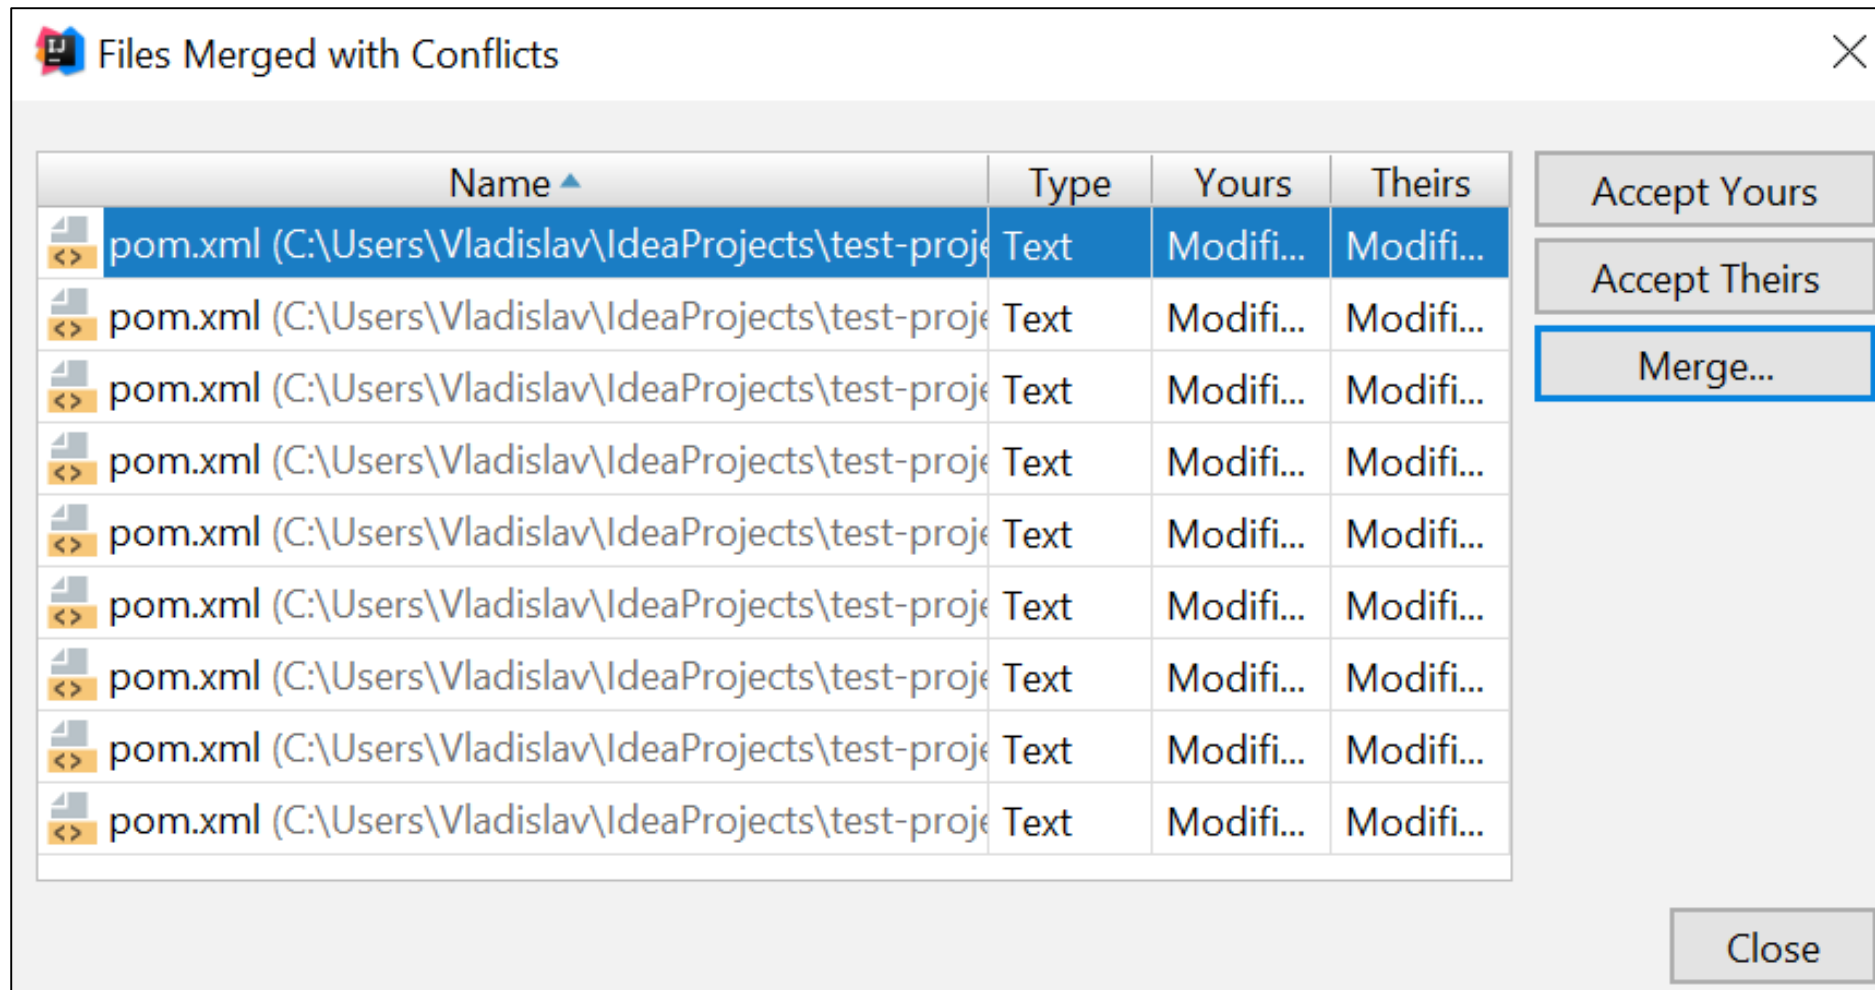 IJ Files Merged with Conflicts
Name Type Yours Theirs
pom.xml (C:\Users\Vladislav\IdeaProjects\test-proje Text Modifi... Modifi...
pom.xml (C:\Users\Vladislav\IdeaProjects\test-proje Text Modifi... Modifi...
pom.xml (C:\Users\Vladislav\IdeaProjects\test-proje Text Modifi... Modifi...
pom.xml (C:\Users\Vladislav\IdeaProjects\test-proje Text Modifi... Modifi...
pom.xml (C:\Users\Vladislav\IdeaProjects\test-proje Text Modifi... Modifi...
pom.xml (C:\Users\Vladislav\IdeaProjects\test-proje Text Modifi... Modifi...
pom.xml (C:\Users\Vladislav\IdeaProjects\test-proje Text Modifi... Modifi...
pom.xml (C:\Users\Vladislav\IdeaProjects\test-proje Text Modifi... Modifi...
pom.xml (C:\Users\Vladislav\IdeaProjects\test-proje Text Modifi... Modifi...
Accept Yours
Accept Theirs
Merge...
Close